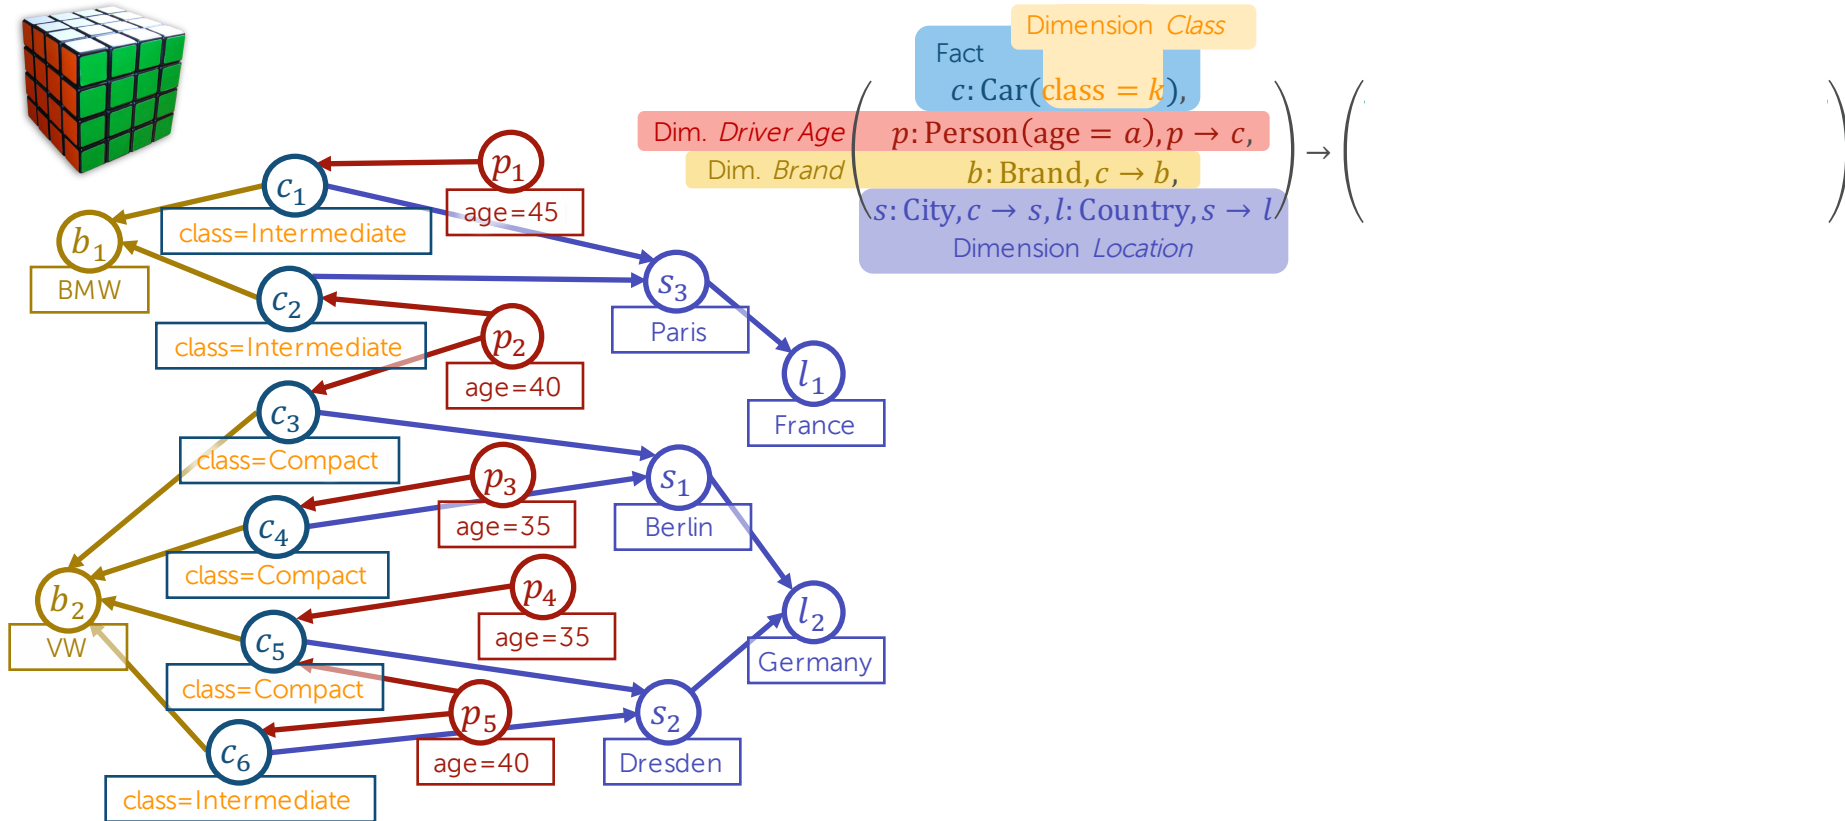 Dimension Class
Fact
c: Car(class = k),
Dim. Driver Age
p: Person(age = a), p → c,
Dim. Brand
b: Brand, c → b,
s: City, c → s, l: Country, s → l
Dimension Location
→
p₁
age=45
c₁
class=Intermediate
b₁
BMW
c₂
class=Intermediate
s₃
Paris
p₂
age=40
l₁
France
c₃
class=Compact
p₃
age=35
s₁
Berlin
c₄
class=Compact
p₄
age=35
b₂
VW
c₅
class=Compact
l₂
Germany
p₅
age=40
s₂
Dresden
c₆
class=Intermediate